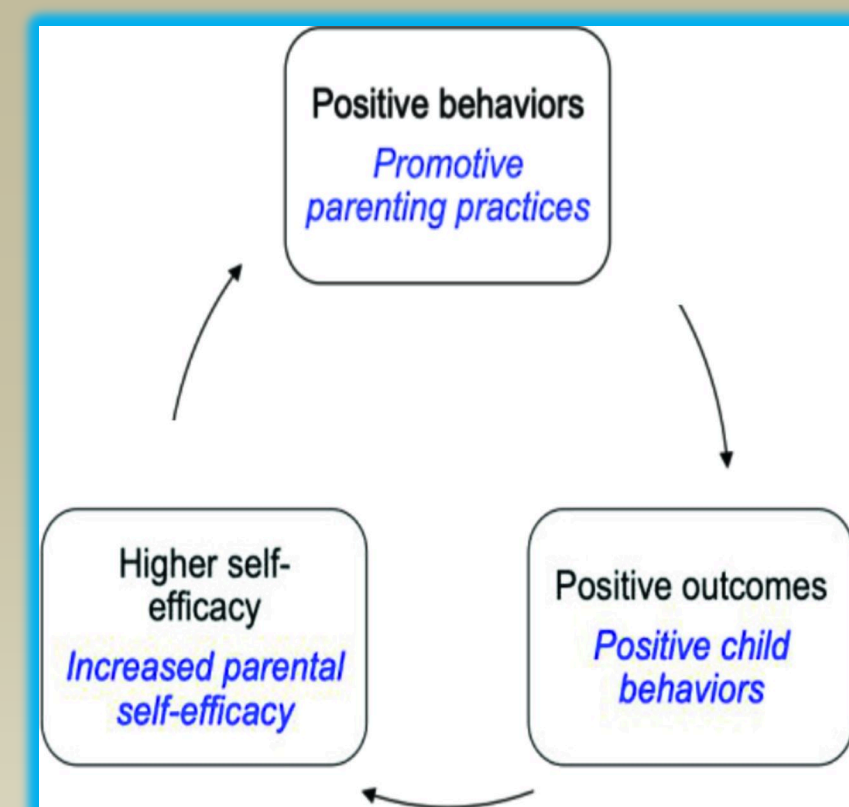 Positive behaviors
Promotive
parenting practices
Higher self-
efficacy
Increased parental
self-efficacy
Positive outcomes
Positive child
behaviors